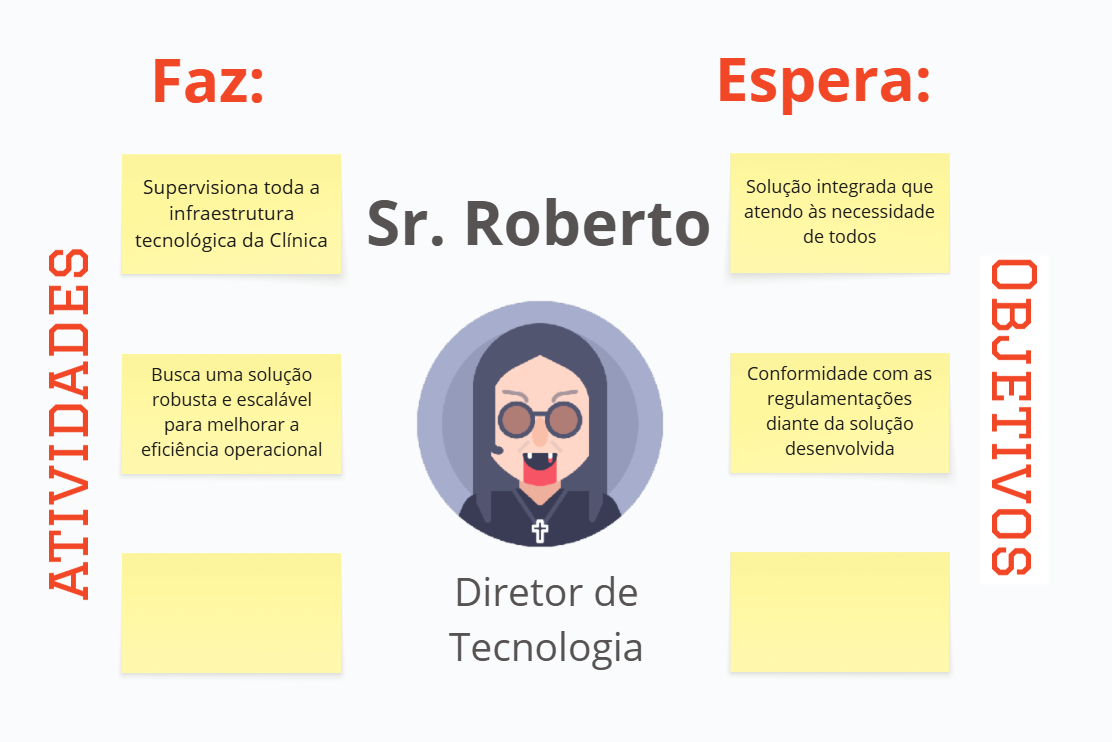 Faz:
Espera:
ATIVIDADES
Supervisiona toda a
infraestrutura
tecnológica da Clínica
Busca uma solução
robusta e escalável
para melhorar a
eficiência operacional
Sr. Roberto
Diretor de
Tecnologia
Solução integrada que
atendo às necessidade
de todos
Conformidade com as
regulamentações
diante da solução
desenvolvida
OBJETIVOS